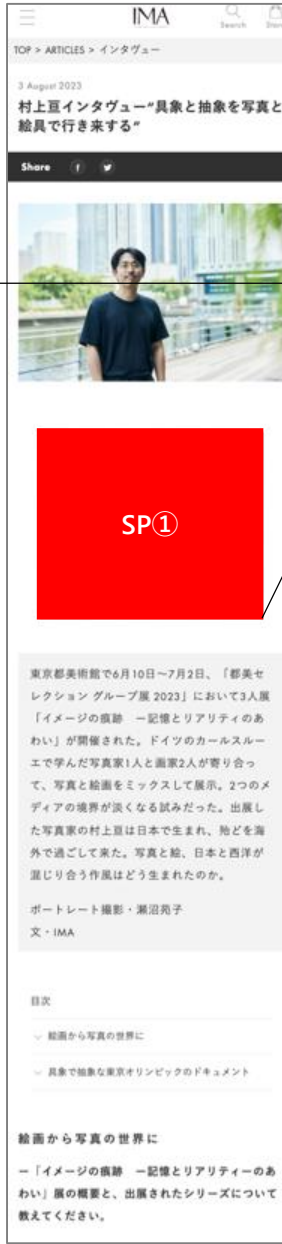 IMA
Search
TOP > ARTICLES > インタヴュー
3 August 2023
村上亘インタヴュー“具象と抽象を写真と
絵具で行き来する”
Share
SP①
東京都美術館で6月10日～7月2日、「都美セ
レクション グループ展 2023」において3人展
「イメージの痕跡　ー記憶とリアリティのあ
わい」が開催された。ドイツのカールスルー
エで学んだ写真家1人と画家2人が寄り合っ
て、写真と絵画をミックスして展示。2つのメ
ディアの境界が淡くなる試みだった。出展し
た写真家の村上亘は日本で生まれ、殆どを海
外で過ごして来た。写真と絵、日本と西洋が
混じり合う作風はどう生まれたのか。
ポートレート撮影・瀬沼苑子
文・IMA
目次
絵画から写真の世界に
具象で抽象な東京オリンピックのドキュメント
絵画から写真の世界に
ー「イメージの痕跡　ー記憶とリアリティーのあ
わい」展の概要と、出展されたシリーズについて
教えてください。